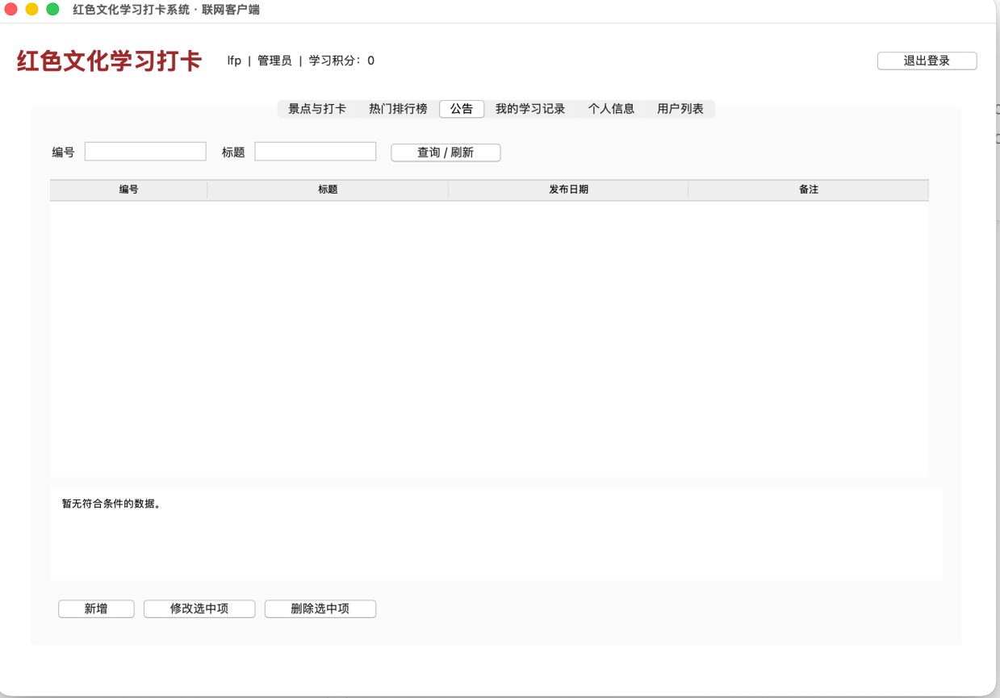 红色文化学习打卡系统 · 联网客户端
红色文化学习打卡 lfp | 管理员 | 学习积分：0 退出登录
景点与打卡 热门排行榜 公告 我的学习记录 个人信息 用户列表
编号 标题 查询 / 刷新
编号 标题 发布日期 备注
暂无符合条件的数据。
新增 修改选中项 删除选中项